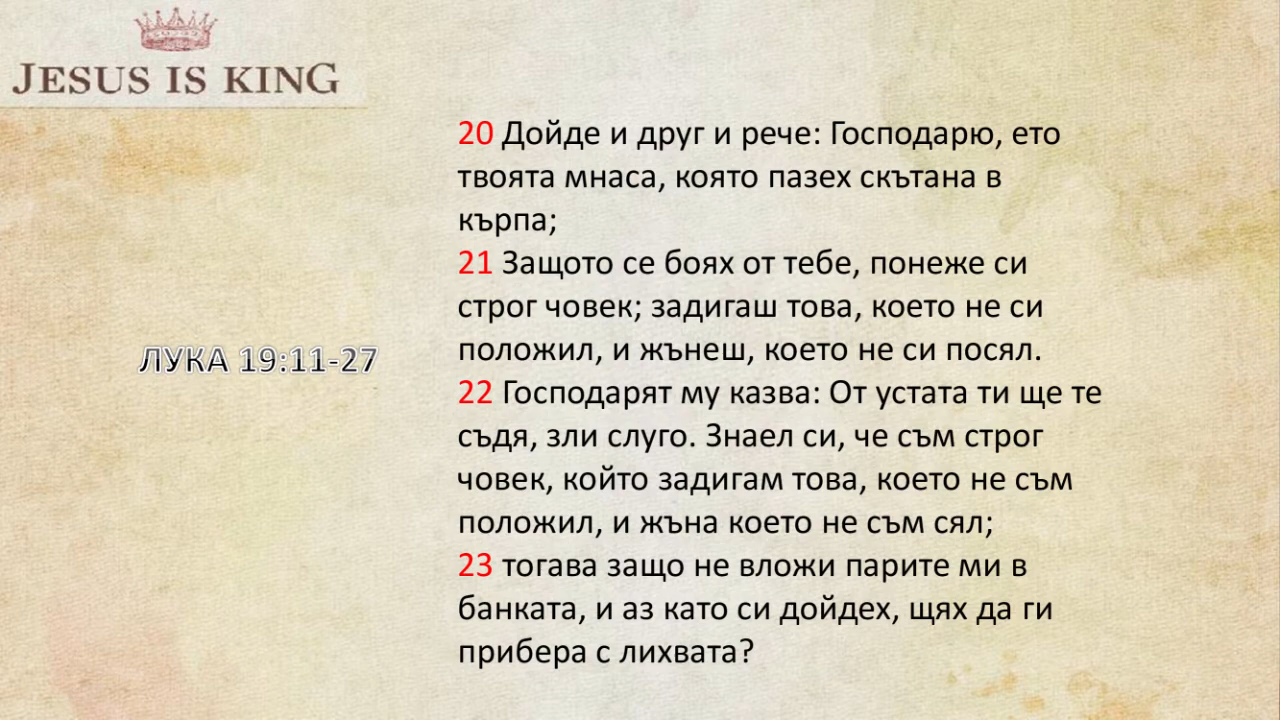 JESUS IS KING
20 Дойде и друг и рече: Господарю, ето
твоята мнаса, която пазех скътана в
кърпа;
21 Защото се боях от тебе, понеже си
строг човек; задигаш това, което не си
положил, и жънеш, което не си посял.
22 Господарят му казва: От устата ти ще те
съдя, зли слуго. Знаел си, че съм строг
човек, който задигам това, което не съм
положил, и жъна което не съм сял;
23 тогава защо не вложи парите ми в
банката, и аз като си дойдех, щях да ги
прибера с лихвата?
ЛУКА 19:11-27